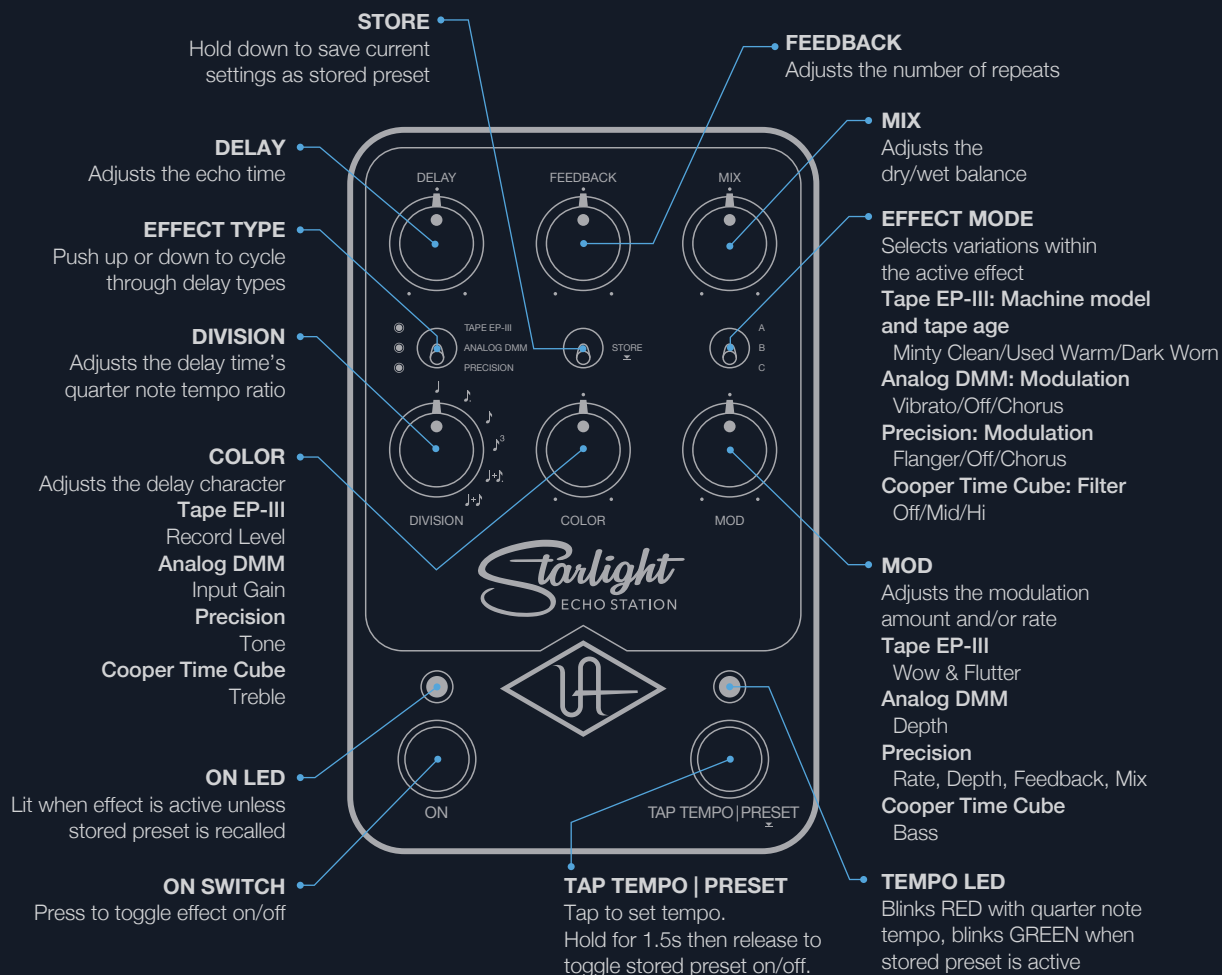 STORE
Hold down to save current
settings as stored preset
FEEDBACK
Adjusts the number of repeats
DELAY
Adjusts the echo time
MIX
Adjusts the
dry/wet balance
EFFECT TYPE
Push up or down to cycle
through delay types
EFFECT MODE
Selects variations within
the active effect
Tape EP-III: Machine model
and tape age
Minty Clean/Used Warm/Dark Worn
Analog DMM: Modulation
Vibrato/Off/Chorus
Precision: Modulation
Flanger/Off/Chorus
Cooper Time Cube: Filter
Off/Mid/Hi
DIVISION
Adjusts the delay time's
quarter note tempo ratio
COLOR
Adjusts the delay character
Tape EP-III
Record Level
Analog DMM
Input Gain
Precision
Tone
Cooper Time Cube
Treble
MOD
Adjusts the modulation
amount and/or rate
Tape EP-III
Wow & Flutter
Analog DMM
Depth
Precision
Rate, Depth, Feedback, Mix
Cooper Time Cube
Bass
ON LED
Lit when effect is active unless
stored preset is recalled
ON SWITCH
Press to toggle effect on/off
TAP TEMPO | PRESET
Tap to set tempo.
Hold for 1.5s then release to
toggle stored preset on/off.
TEMPO LED
Blinks RED with quarter note
tempo, blinks GREEN when
stored preset is active
DELAY
FEEDBACK
MIX
TAPE EP-III
ANALOG DMM
PRECISION
STORE
A
B
C
3
DIVISION
COLOR
MOD
Starlight
ECHO STATION
UA
ON
TAP TEMPO | PRESET